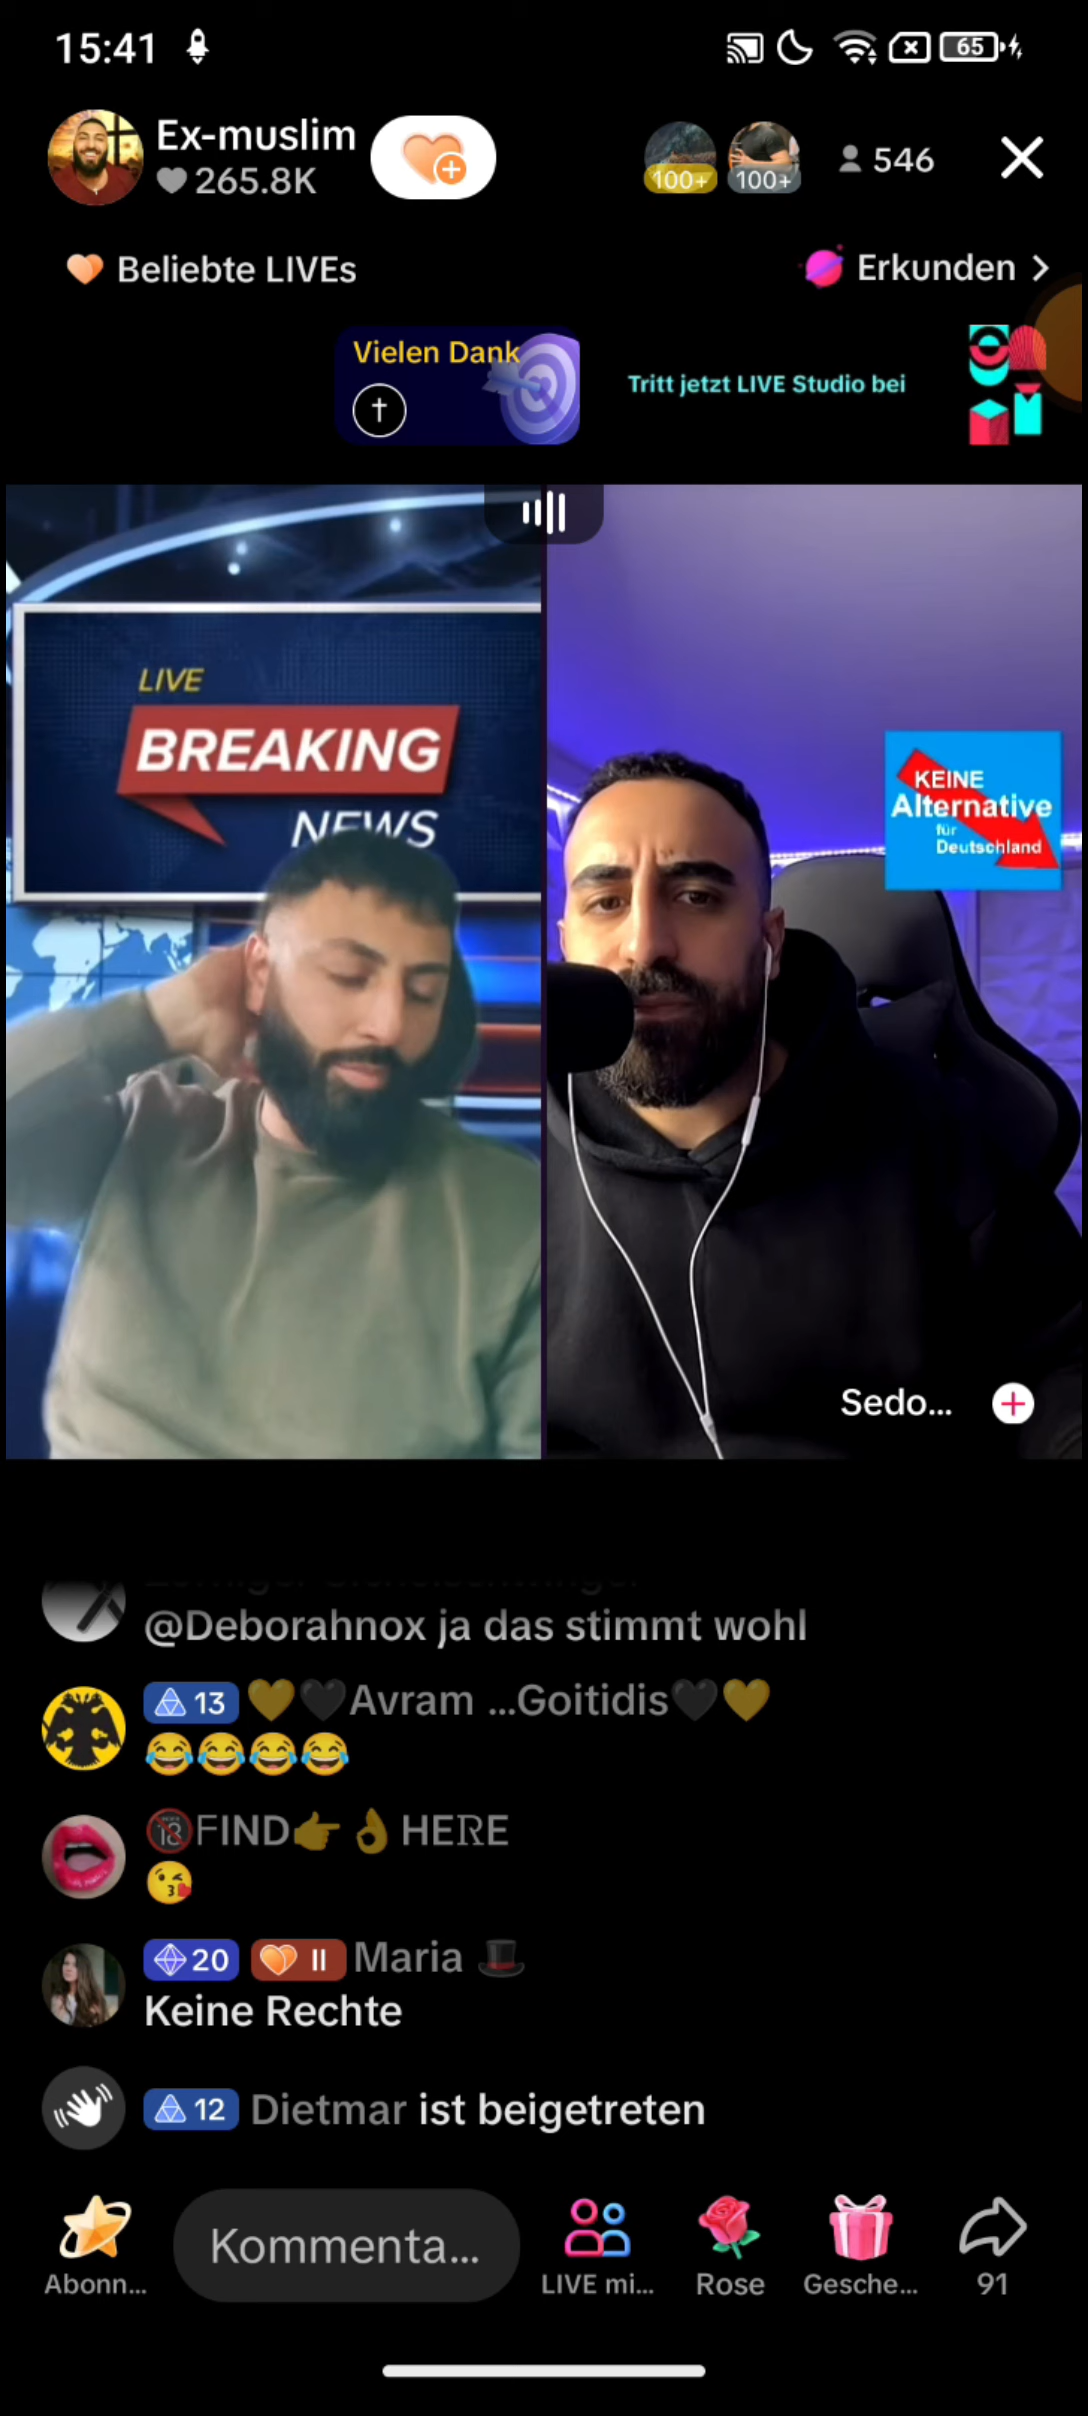 15:41
65
Ex-muslim
265.8K
100+
100+
546
Beliebte LIVEs
Erkunden
Vielen Dank
Tritt jetzt LIVE Studio bei
LIVE
BREAKING
NEWS
KEINE
Alternative
für
Deutschland
Sedo...
@Deborahnox ja das stimmt wohl
13 💛🖤Avram ...Goitidis🖤💛
😂😂😂😂
🔞FIND👉👌HERE
😘
20 II Maria 🎩
Keine Rechte
12 Dietmar ist beigetreten
Abonn...
Kommenta...
LIVE mi...
Rose
Gesche...
91